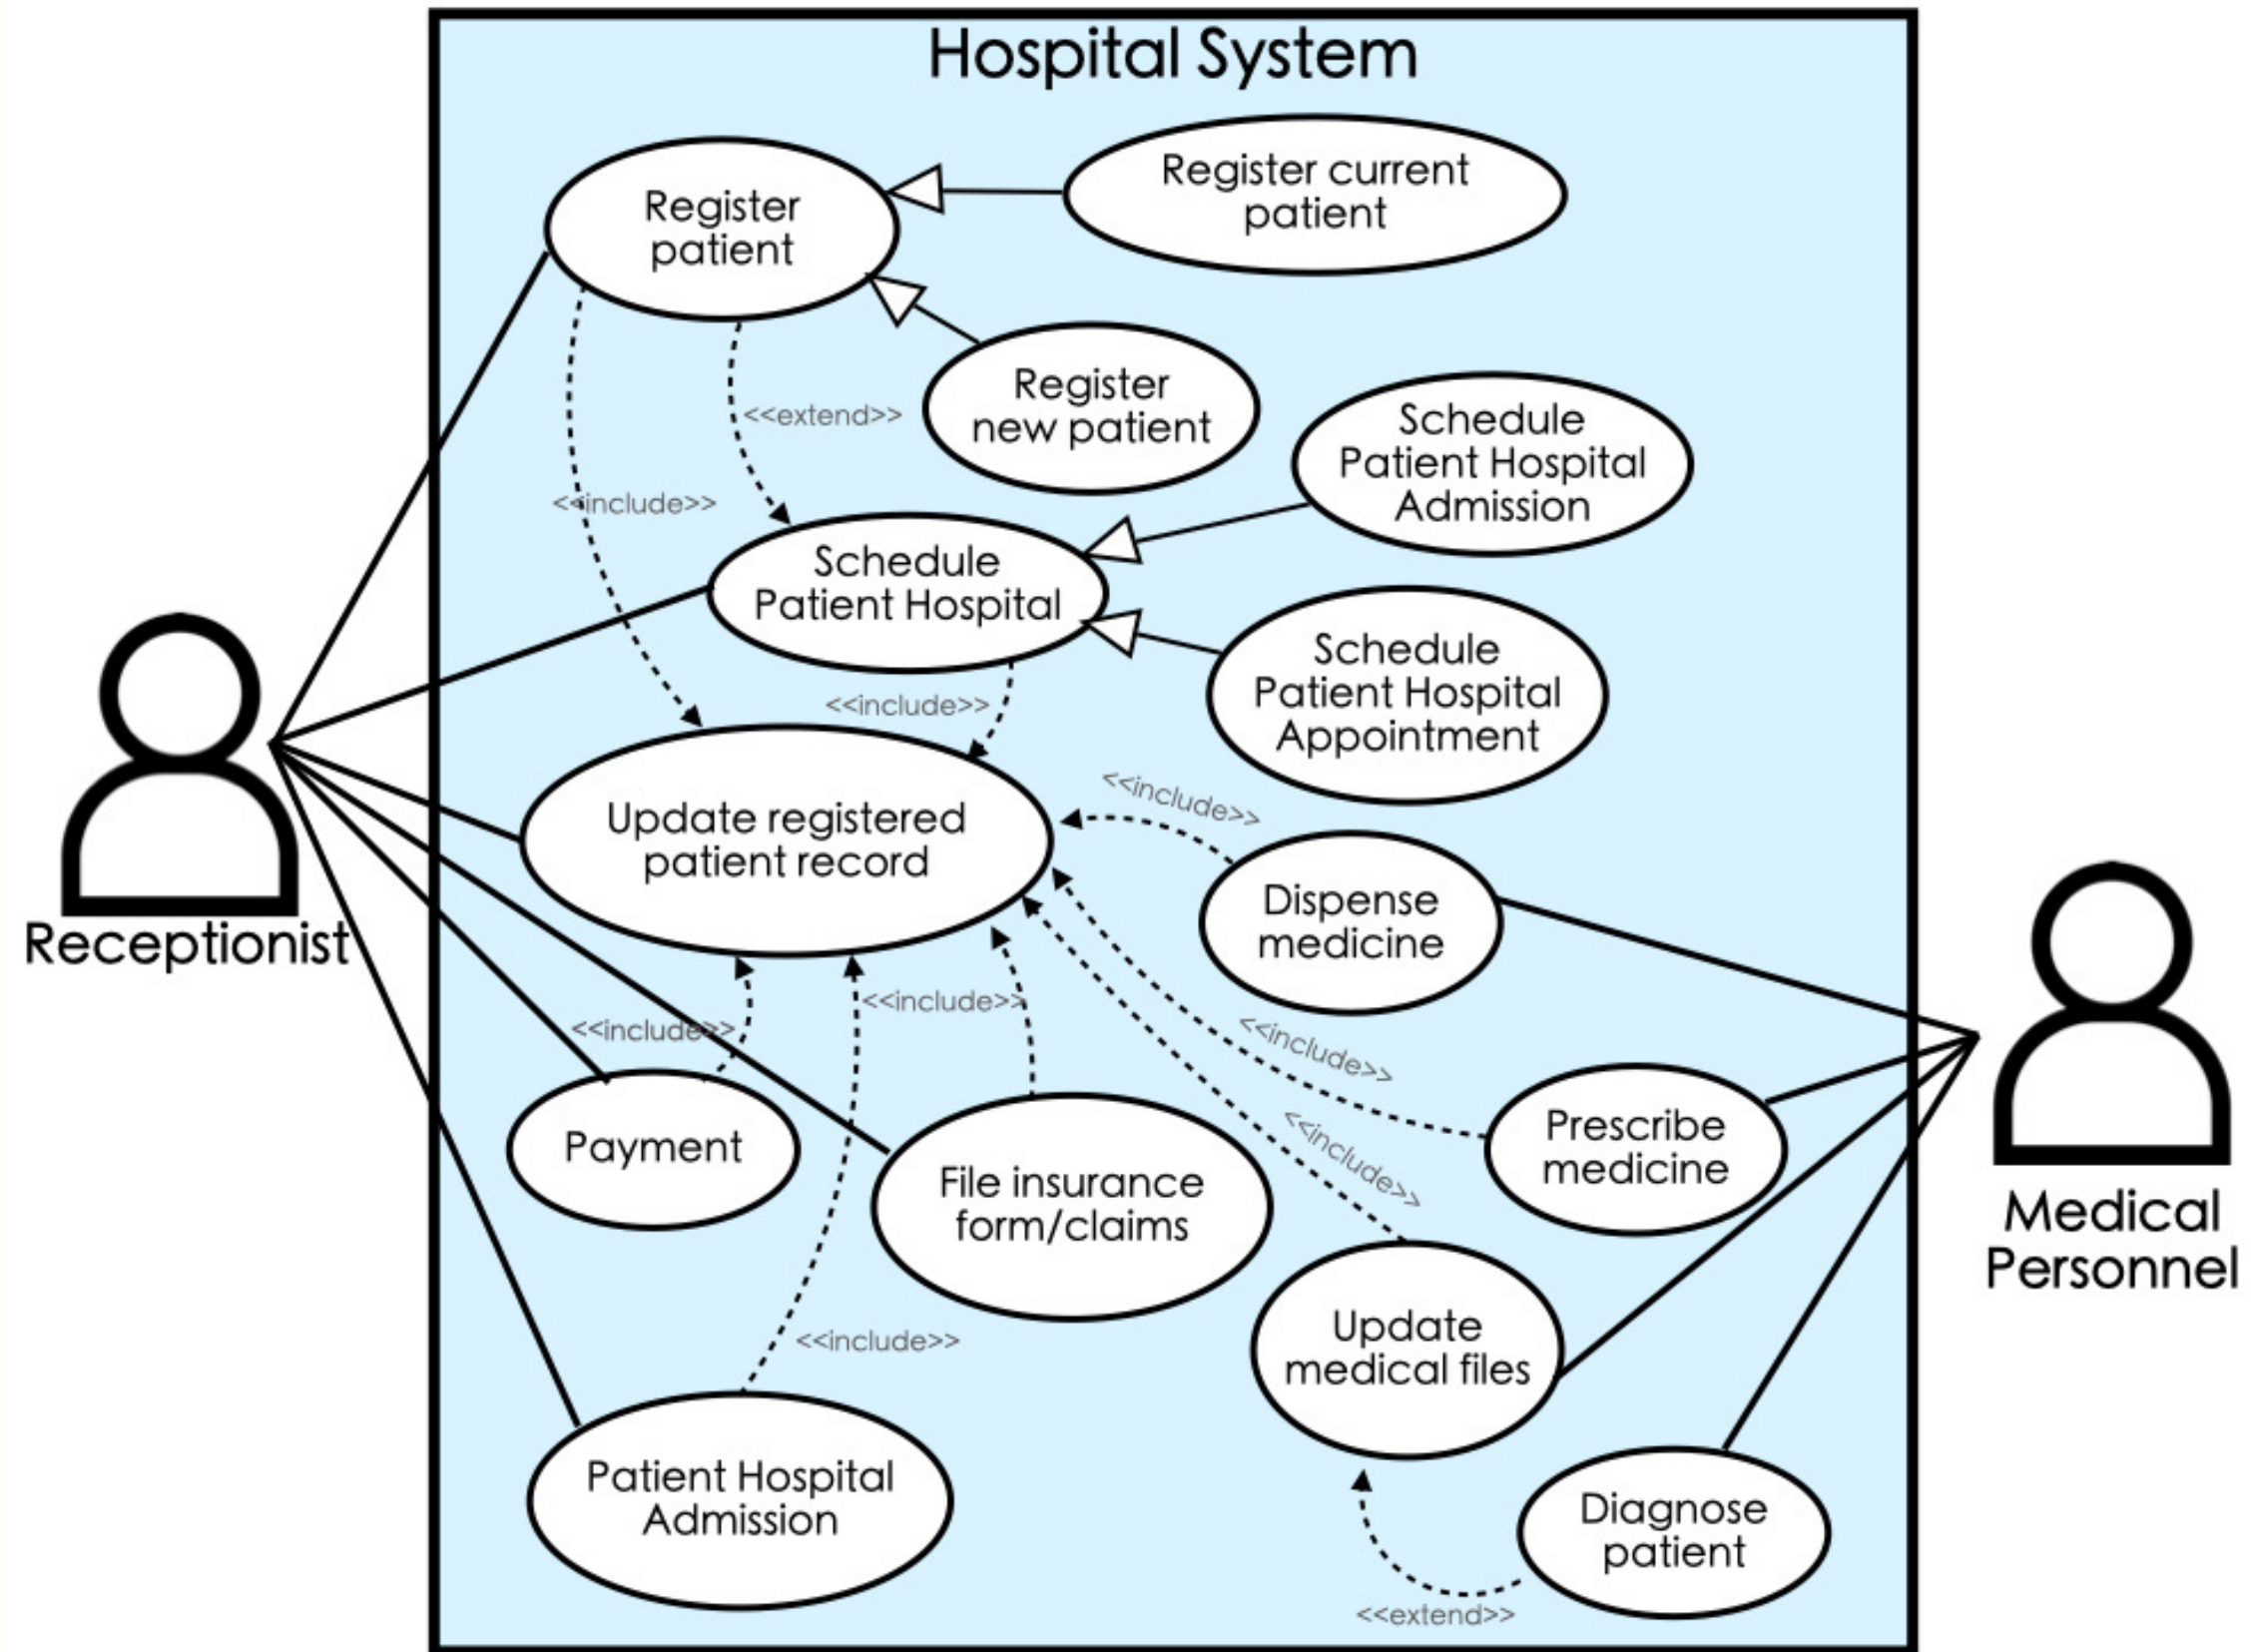 Hospital System
Register current
patient
Register
patient
Register
new patient
<<extend>>
Schedule
Patient Hospital
Admission
<<include>>
Schedule
Patient Hospital
Schedule
Patient Hospital
Appointment
<<include>>
<<include>>
Update registered
patient record
Dispense
medicine
Receptionist
<<include>>
<<include>>
<<include>>
Prescribe
medicine
<<include>>
Payment
File insurance
form/claims
Medical
Personnel
Update
medical files
<<include>>
Patient Hospital
Admission
Diagnose
patient
<<extend>>